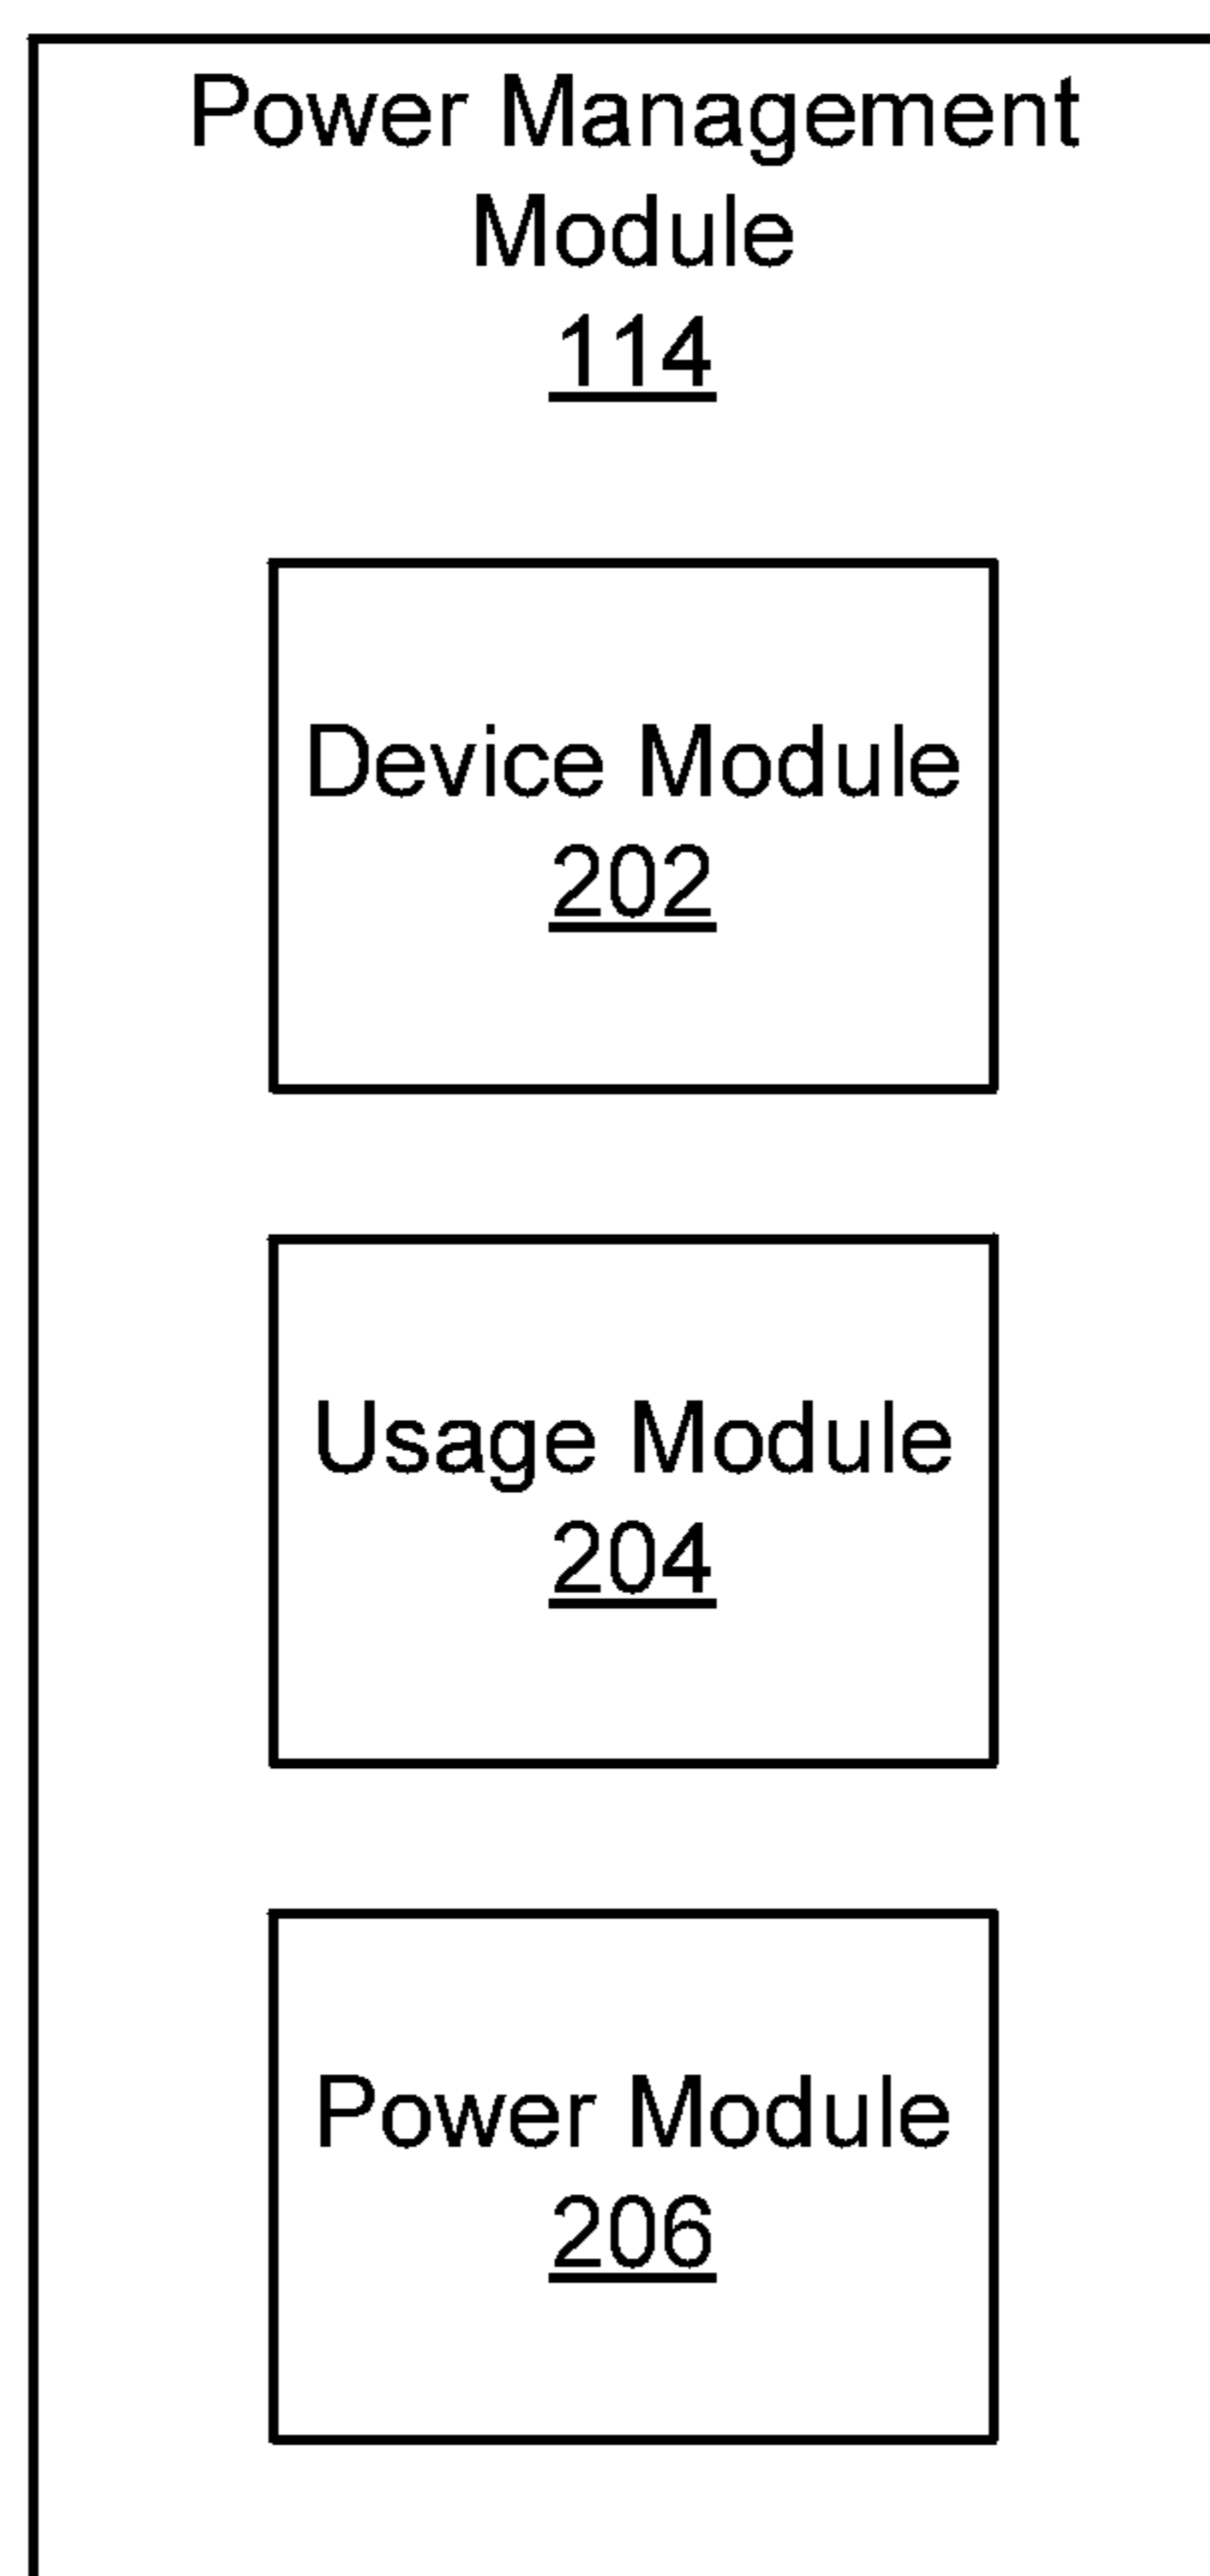 Power Management
Module
114
Device Module
202
Usage Module
204
Power Module
206